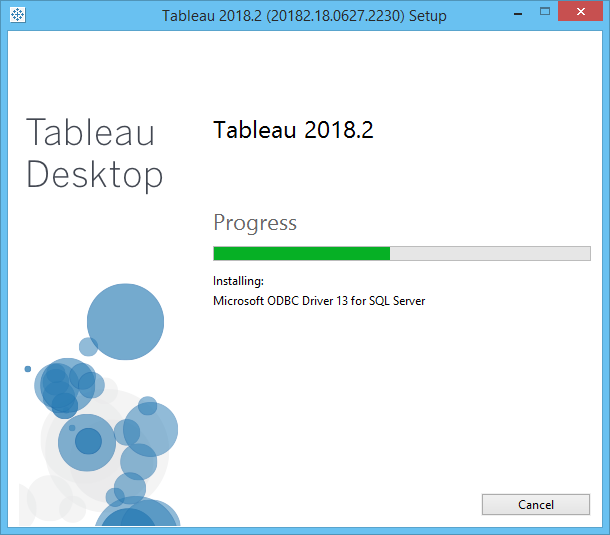 Tableau 2018.2 (20182.18.0627.2230) Setup
Tableau
Desktop
Tableau 2018.2
Progress
Installing:
Microsoft ODBC Driver 13 for SQL Server
Cancel